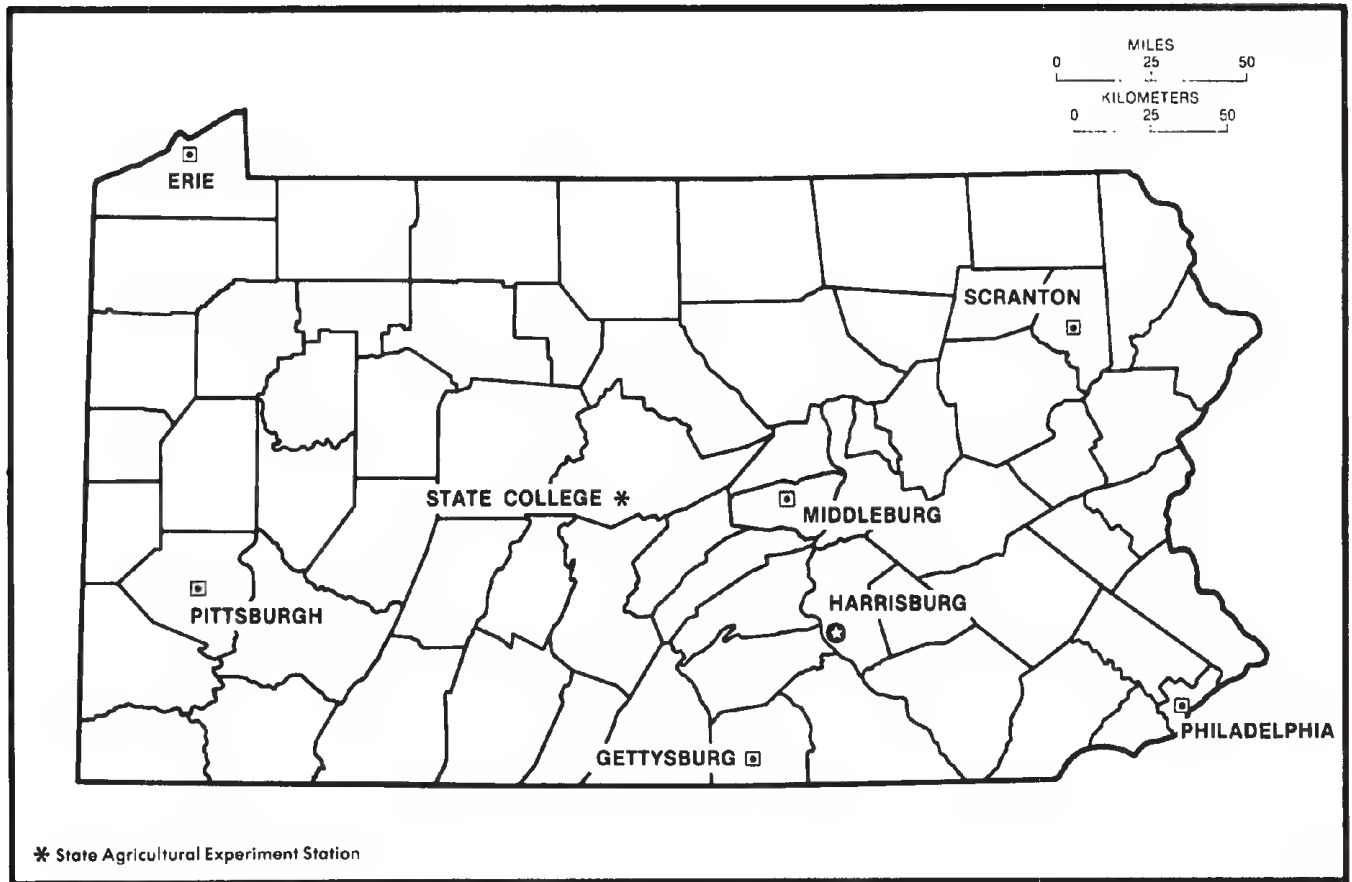 MILES
0 25 50
KILOMETERS
0 25 50
ERIE
SCRANTON
STATE COLLEGE *
MIDDLEBURG
PITTSBURGH
HARRISBURG
GETTYSBURG
PHILADELPHIA
* State Agricultural Experiment Station